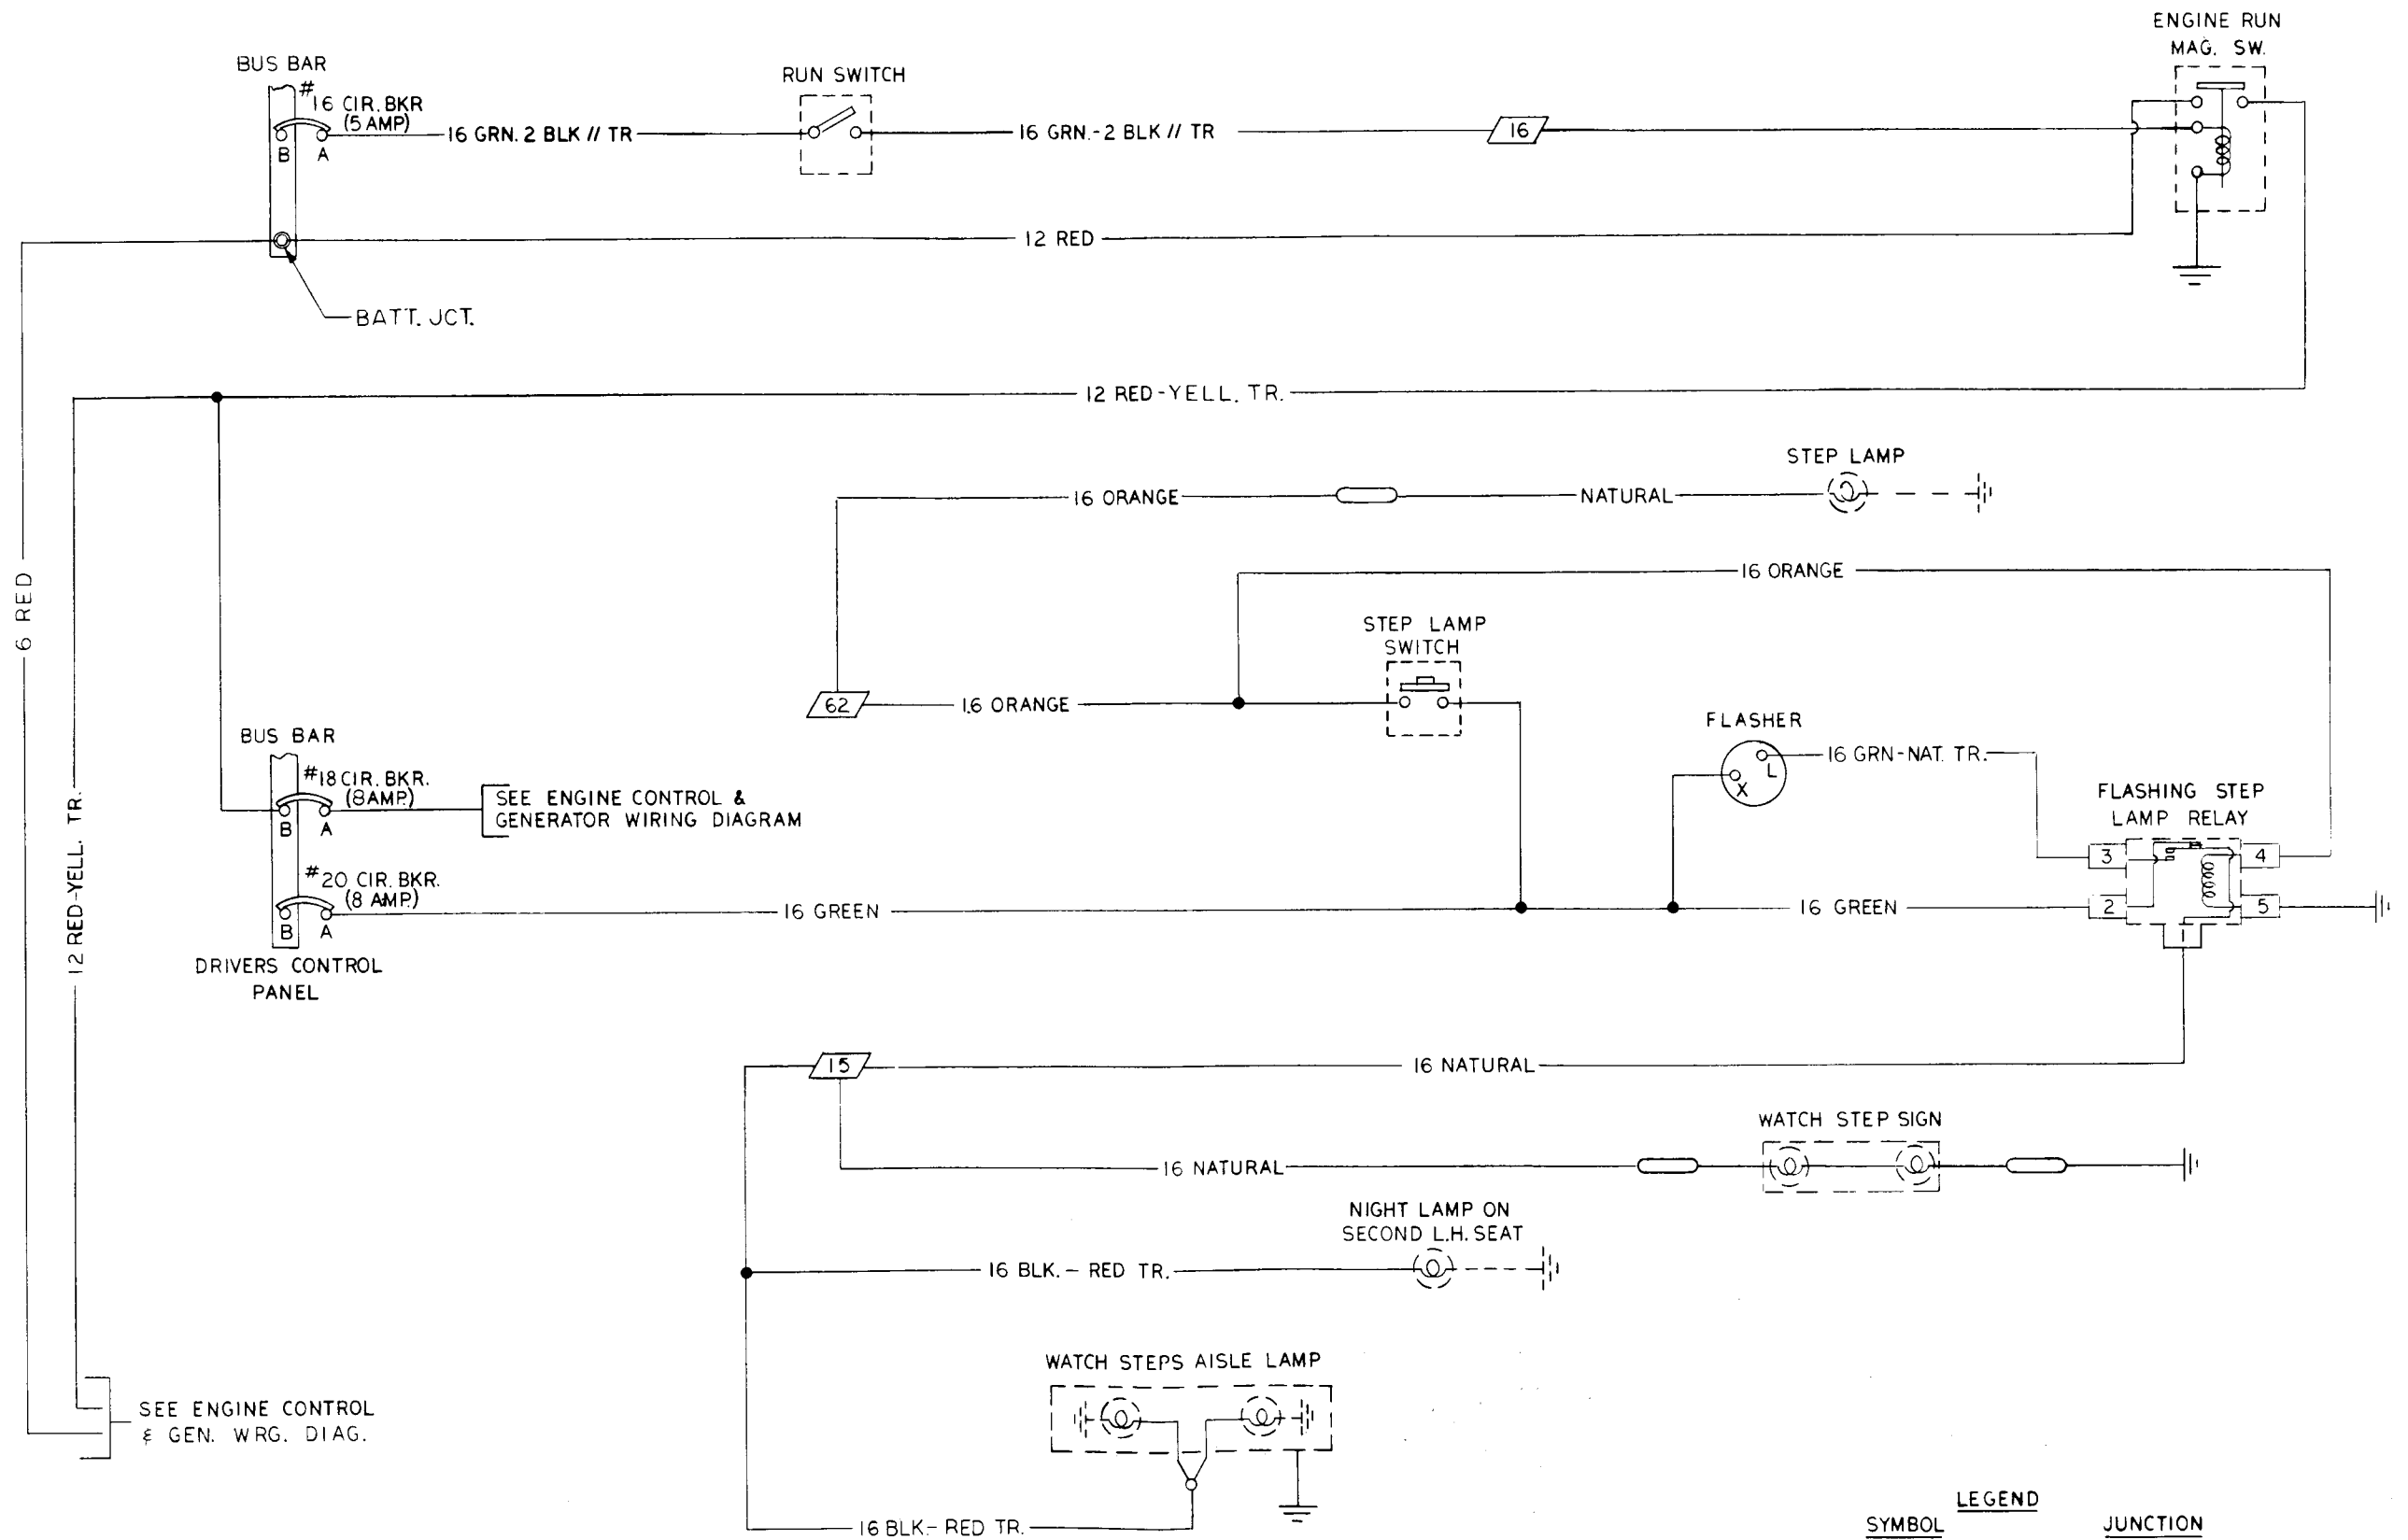 ENGINE RUN
MAG. SW.
BUS BAR
#16 CIR. BKR
(5 AMP)
B A
16 GRN. 2 BLK // TR
RUN SWITCH
16 GRN.-2 BLK // TR
16
12 RED
BATT. JCT.
12 RED-YELL. TR.
STEP LAMP
16 ORANGE
NATURAL
16 ORANGE
6 RED
STEP LAMP
SWITCH
62
16 ORANGE
FLASHER
L
X
16 GRN-NAT. TR.
BUS BAR
#18 CIR. BKR.
(8 AMP.)
B A
SEE ENGINE CONTROL &
GENERATOR WIRING DIAGRAM
FLASHING STEP
LAMP RELAY
3
4
2
5
12 RED-YELL. TR.
#20 CIR. BKR.
(8 AMP.)
B A
16 GREEN
16 GREEN
DRIVERS CONTROL
PANEL
15
16 NATURAL
WATCH STEP SIGN
16 NATURAL
NIGHT LAMP ON
SECOND L.H. SEAT
16 BLK. - RED TR.
WATCH STEPS AISLE LAMP
SEE ENGINE CONTROL
& GEN. WRG. DIAG.
16 BLK.- RED TR.
LEGEND
SYMBOL JUNCTION